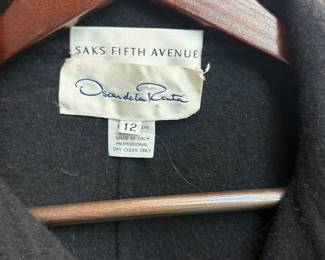 SAKS FIFTH AVENUE
Oscar de la Renta
12
MADE IN ITALY
PROFESSIONAL
DRY CLEAN ONLY